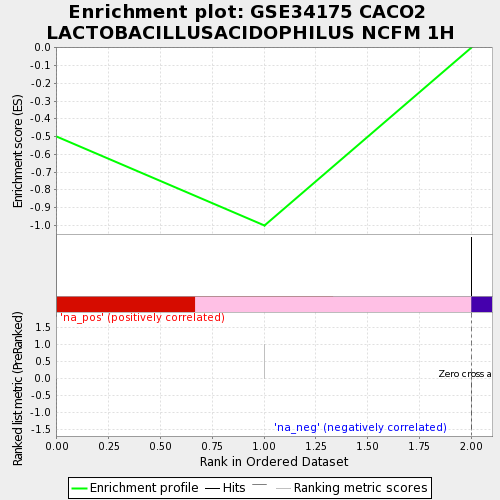 Enrichment plot: GSE34175 CACO2
LACTOBACILLUSACIDOPHILUS NCFM 1H
Enrichment score (ES)
0.0
-0.1
-0.2
-0.3
-0.4
-0.5
-0.6
-0.7
-0.8
-0.9
-1.0
'na_pos' (positively correlated)
Ranked list metric (PreRanked)
1.5
1.0
0.5
0.0
-0.5
-1.0
-1.5
Zero cross a
'na_neg' (negatively correlated)
0.00 0.25 0.50 0.75 1.00 1.25 1.50 1.75 2.00
Rank in Ordered Dataset
Enrichment profile Hits Ranking metric scores